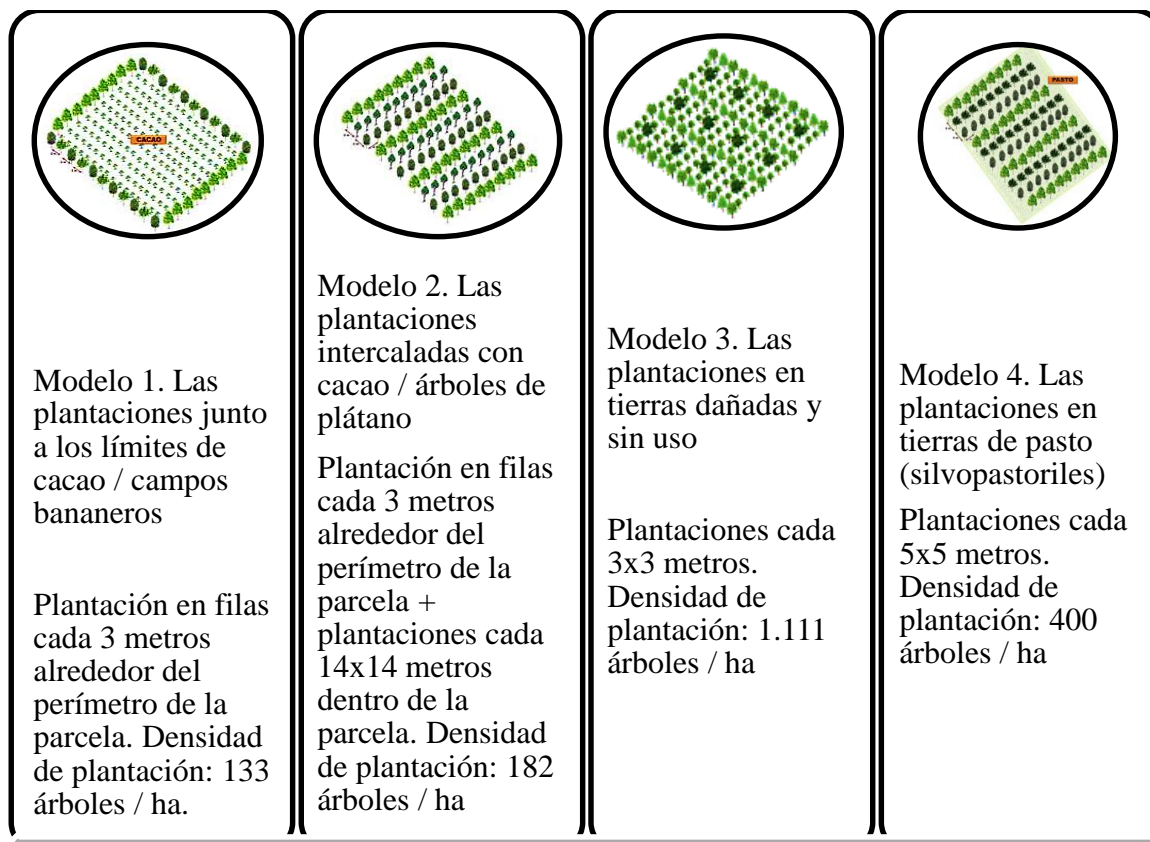 CACAO
Modelo 1. Las
plantaciones junto
a los límites de
cacao / campos
bananeros
Plantación en filas
cada 3 metros
alrededor del
perímetro de la
parcela. Densidad
de plantación: 133
árboles / ha.
Modelo 2. Las
plantaciones
intercaladas con
cacao / árboles de
plátano
Plantación en filas
cada 3 metros
alrededor del
perímetro de la
parcela +
plantaciones cada
14x14 metros
dentro de la
parcela. Densidad
de plantación: 182
árboles / ha
Modelo 3. Las
plantaciones en
tierras dañadas y
sin uso
Plantaciones cada
3x3 metros.
Densidad de
plantación: 1.111
árboles / ha
PASTO
Modelo 4. Las
plantaciones en
tierras de pasto
(silvopastoriles)
Plantaciones cada
5x5 metros.
Densidad de
plantación: 400
árboles / ha